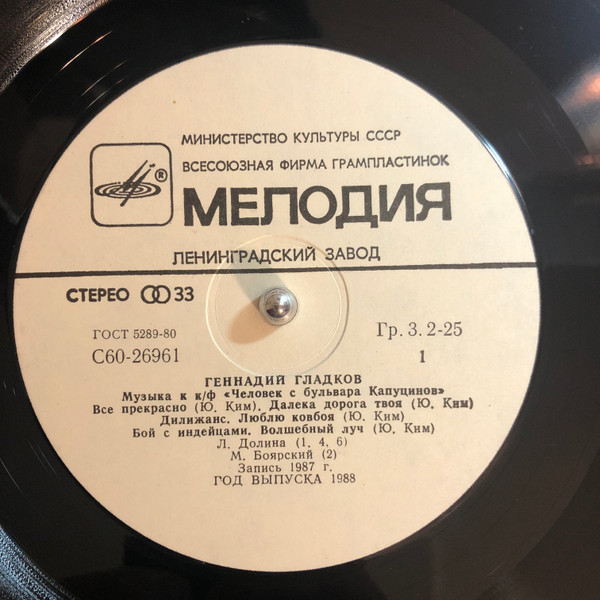 МИНИСТЕРСТВО КУЛЬТУРЫ СССР
ВСЕСОЮЗНАЯ ФИРМА ГРАМПЛАСТИНОК
®
МЕЛОДИЯ
ЛЕНИНГРАДСКИЙ ЗАВОД
СТЕРЕО 33
ГОСТ 5289-80 Гр. 3. 2-25
С60-26961 1
ГЕННАДИЙ ГЛАДКОВ
Музыка к к/ф «Человек с бульвара Капуцинов»
Все прекрасно (Ю. Ким). Далека дорога твоя (Ю. Ким)
Дилижанс. Люблю ковбоя (Ю. Ким)
Бой с индейцами. Волшебный луч (Ю. Ким)
Л. Долина (1, 4, 6)
М. Боярский (2)
Запись 1987 г.
ГОД ВЫПУСКА 1988